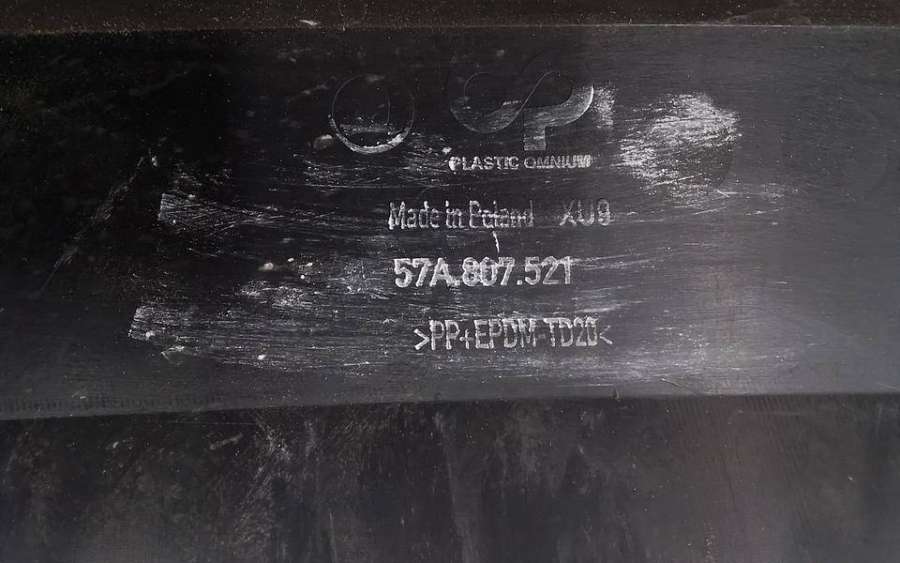 PLASTIC OMNIUM
Made in Poland XU9
57A.807.521
>PP+EPDM-TD20<